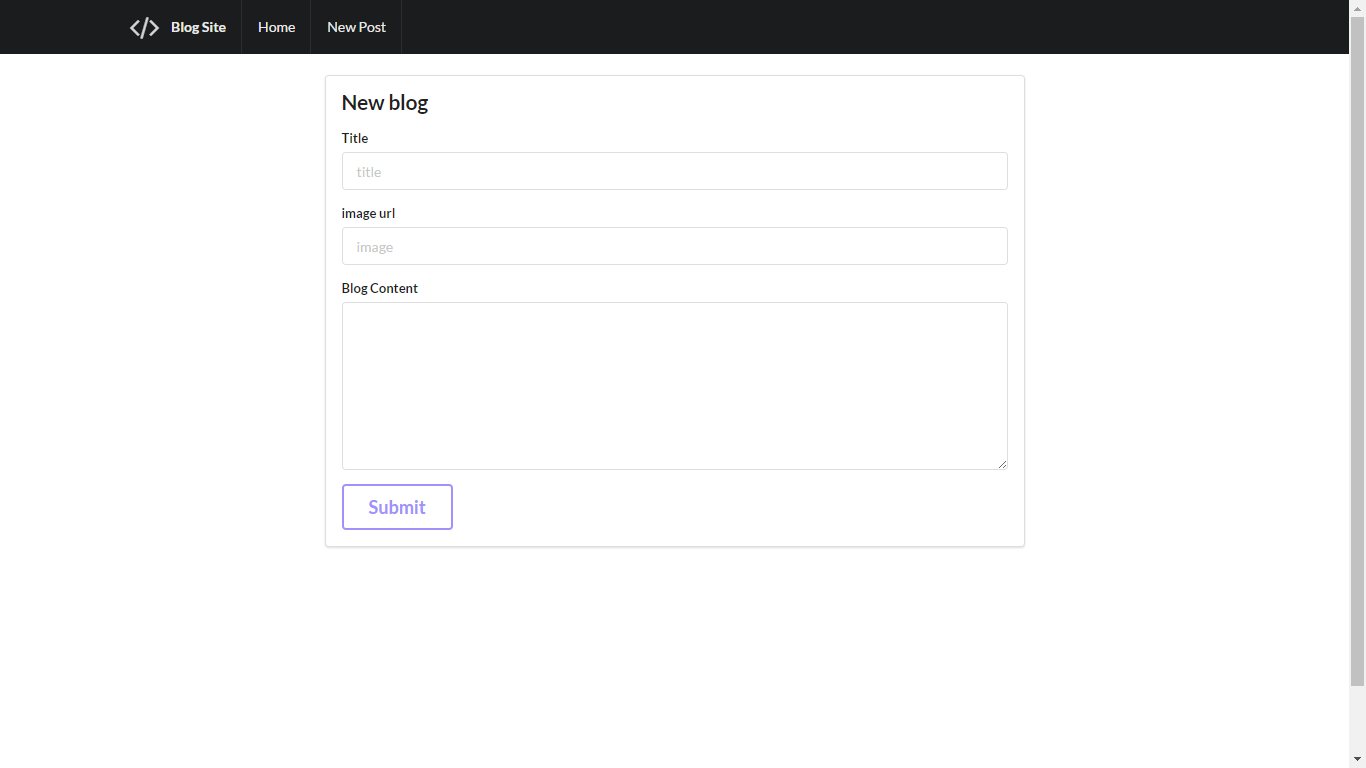 Blog Site Home New Post
New blog
Title
title
image url
image
Blog Content
Submit